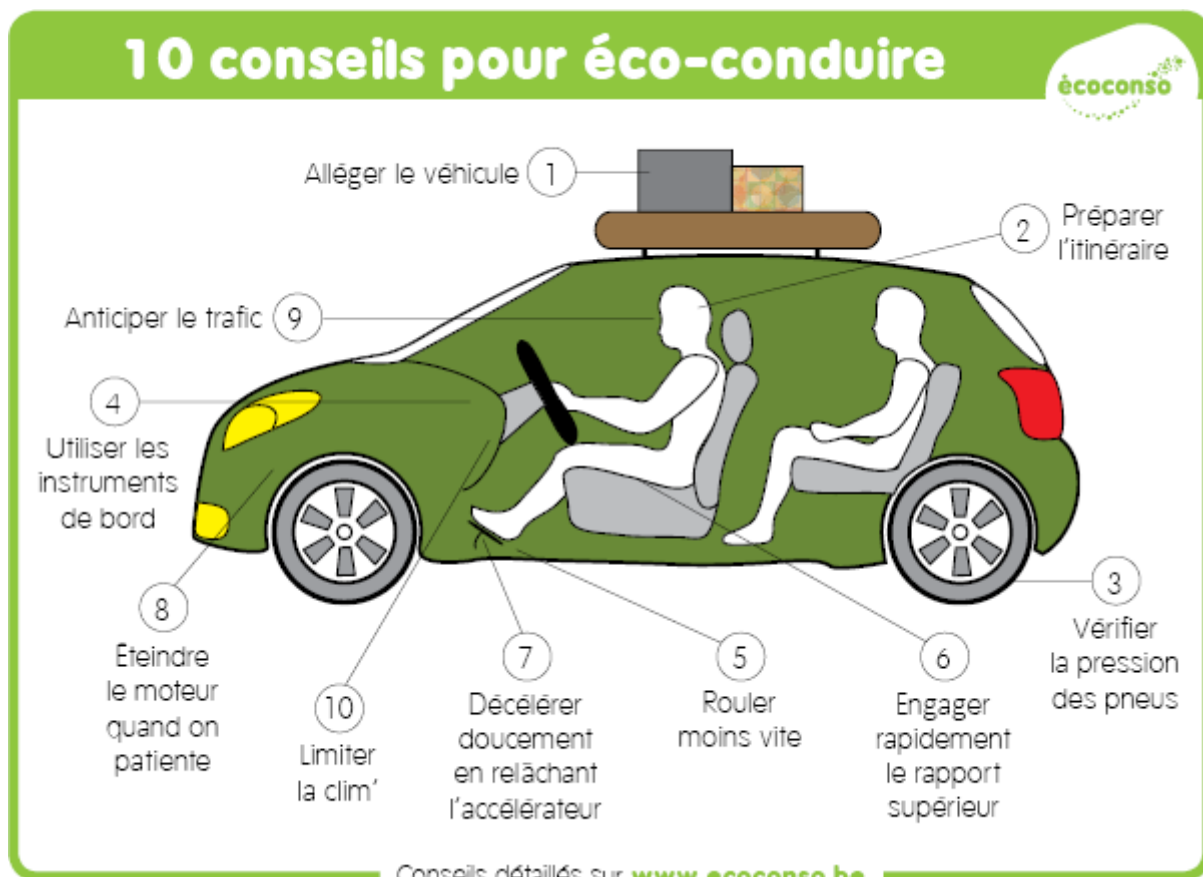 10 conseils pour éco-conduire
écoconso
Alléger le véhicule 1
2 Préparer
l'itinéraire
Anticiper le trafic 9
4
Utiliser les
instruments
de bord
3
Vérifier
la pression
des pneus
8
Éteindre
le moteur
quand on
patiente
10
Limiter
la clim'
7
Décélérer
doucement
en relâchant
l'accélérateur
5
Rouler
moins vite
6
Engager
rapidement
le rapport
supérieur
Conseils détaillés sur www.ecoconso.be